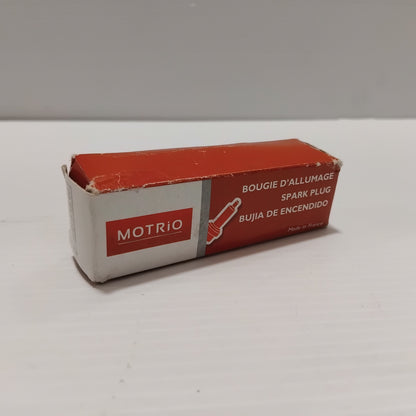 MOTRiO
BOUGIE D'ALLUMAGE
SPARK PLUG
BUJIA DE ENCENDIDO
Made in France